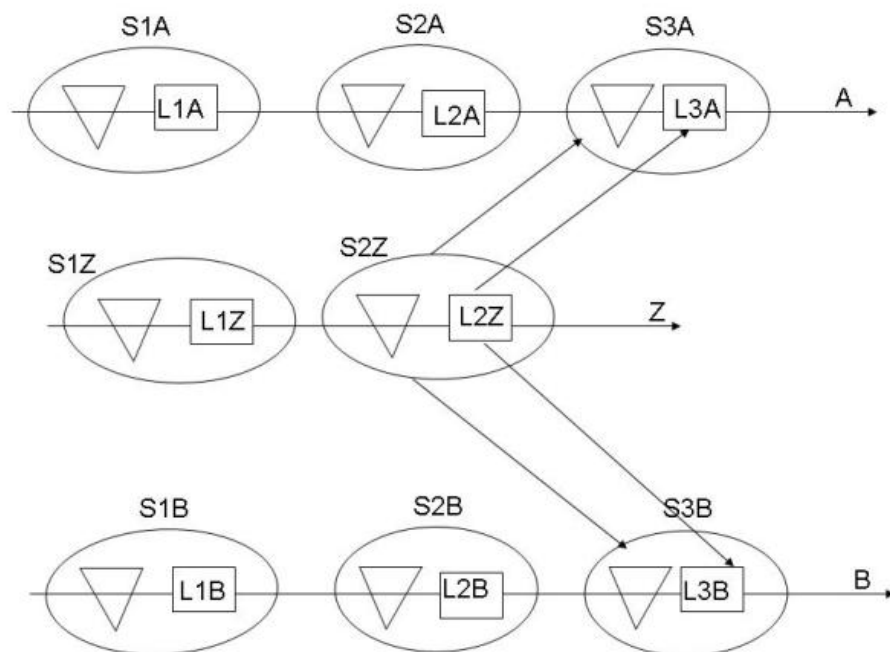 S1A S2A S3A
L1A L2A L3A A
S1Z S2Z
L1Z L2Z Z
S1B S2B S3B
L1B L2B L3B B